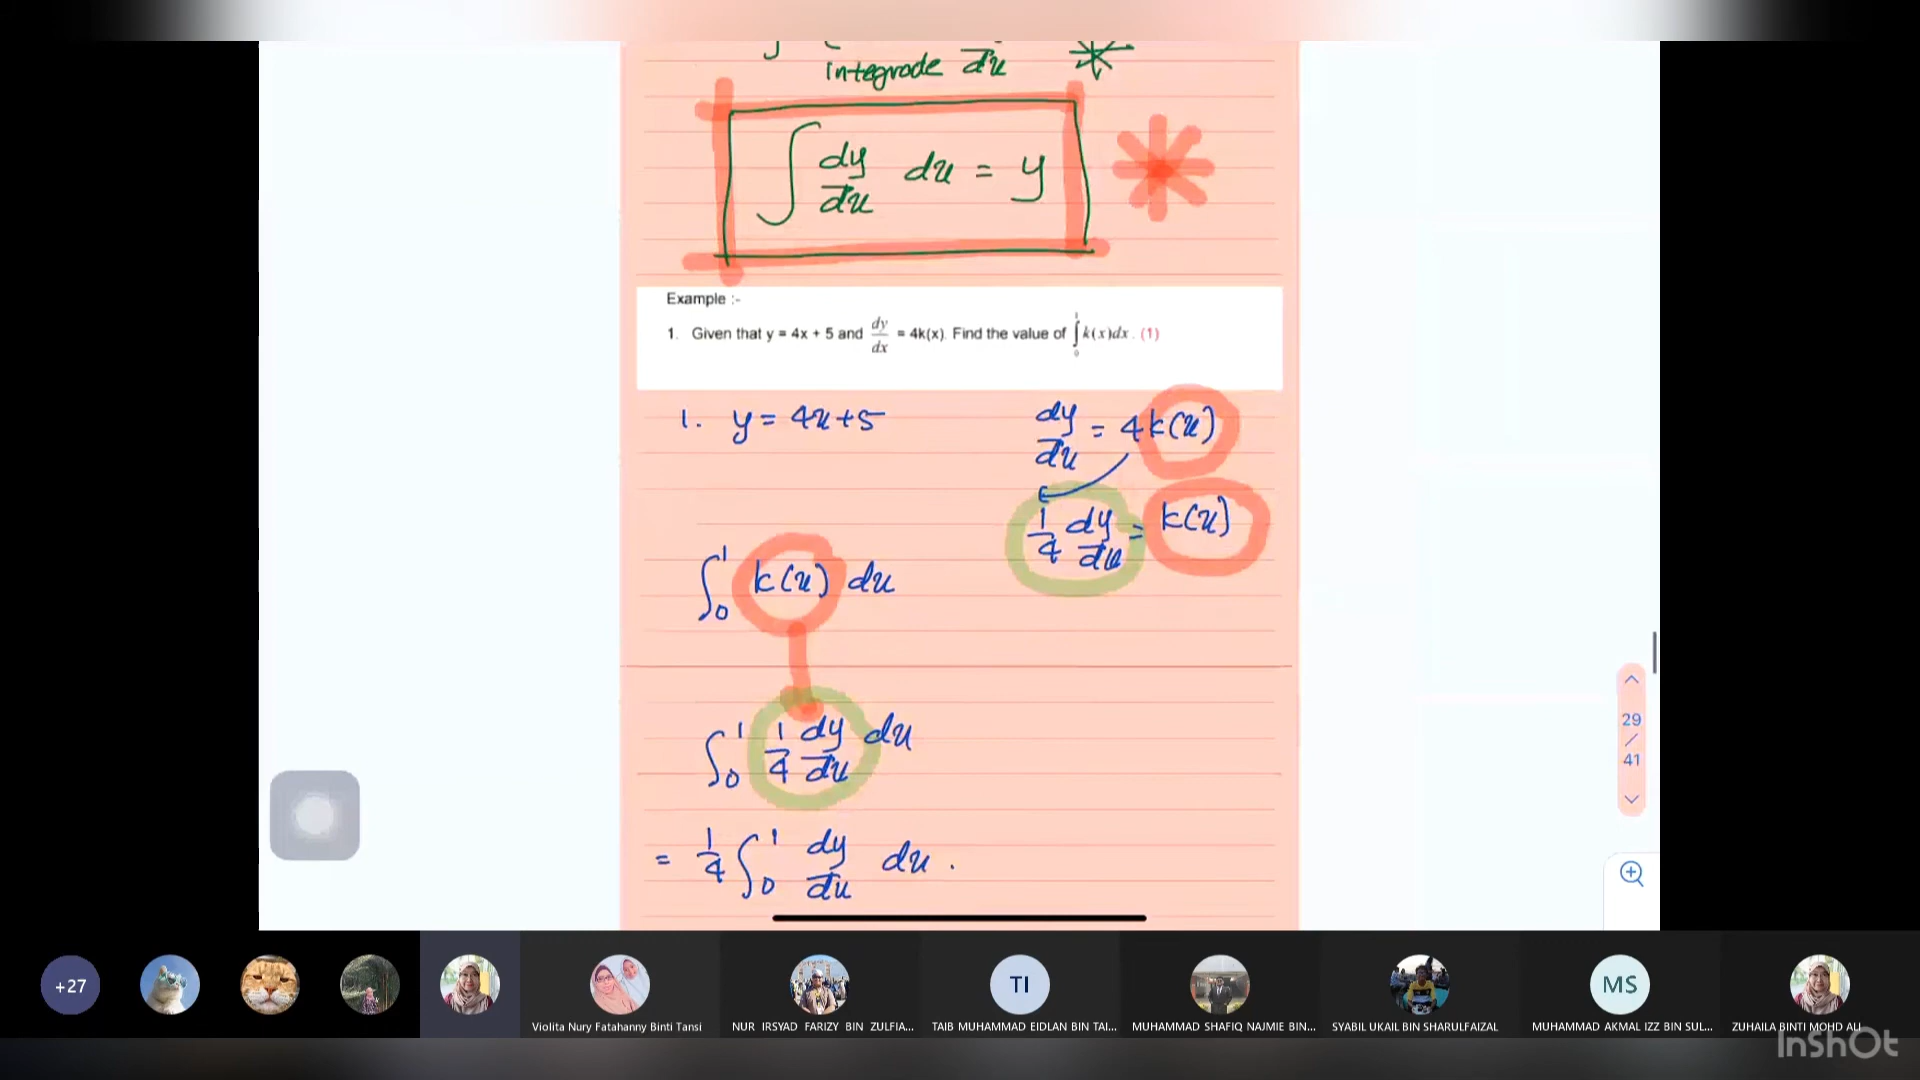 integrade dy/dx
∫ dy/dx dx = y
Example :-
1. Given that y = 4x + 5 and dy/dx = 4k(x). Find the value of ∫₀¹ k(x)dx . (1)
1. y = 4x+5
dy/dx = 4k(x)
1/4 dy/dx = k(x)
∫₀¹ k(x) dx
∫₀¹ 1/4 dy/dx dx
= 1/4 ∫₀¹ dy/dx dx .
29
/
41
+27
TI
MS
Violita Nury Fatahanny Binti Tansi
NUR IRSYAD FARIZY BIN ZULFIA...
TAIB MUHAMMAD EIDLAN BIN TAI...
MUHAMMAD SHAFIQ NAJMIE BIN...
SYABIL UKAIL BIN SHARULFAIZAL
MUHAMMAD AKMAL IZZ BIN SUL...
ZUHAILA BINTI MOHD ALI
InShOt